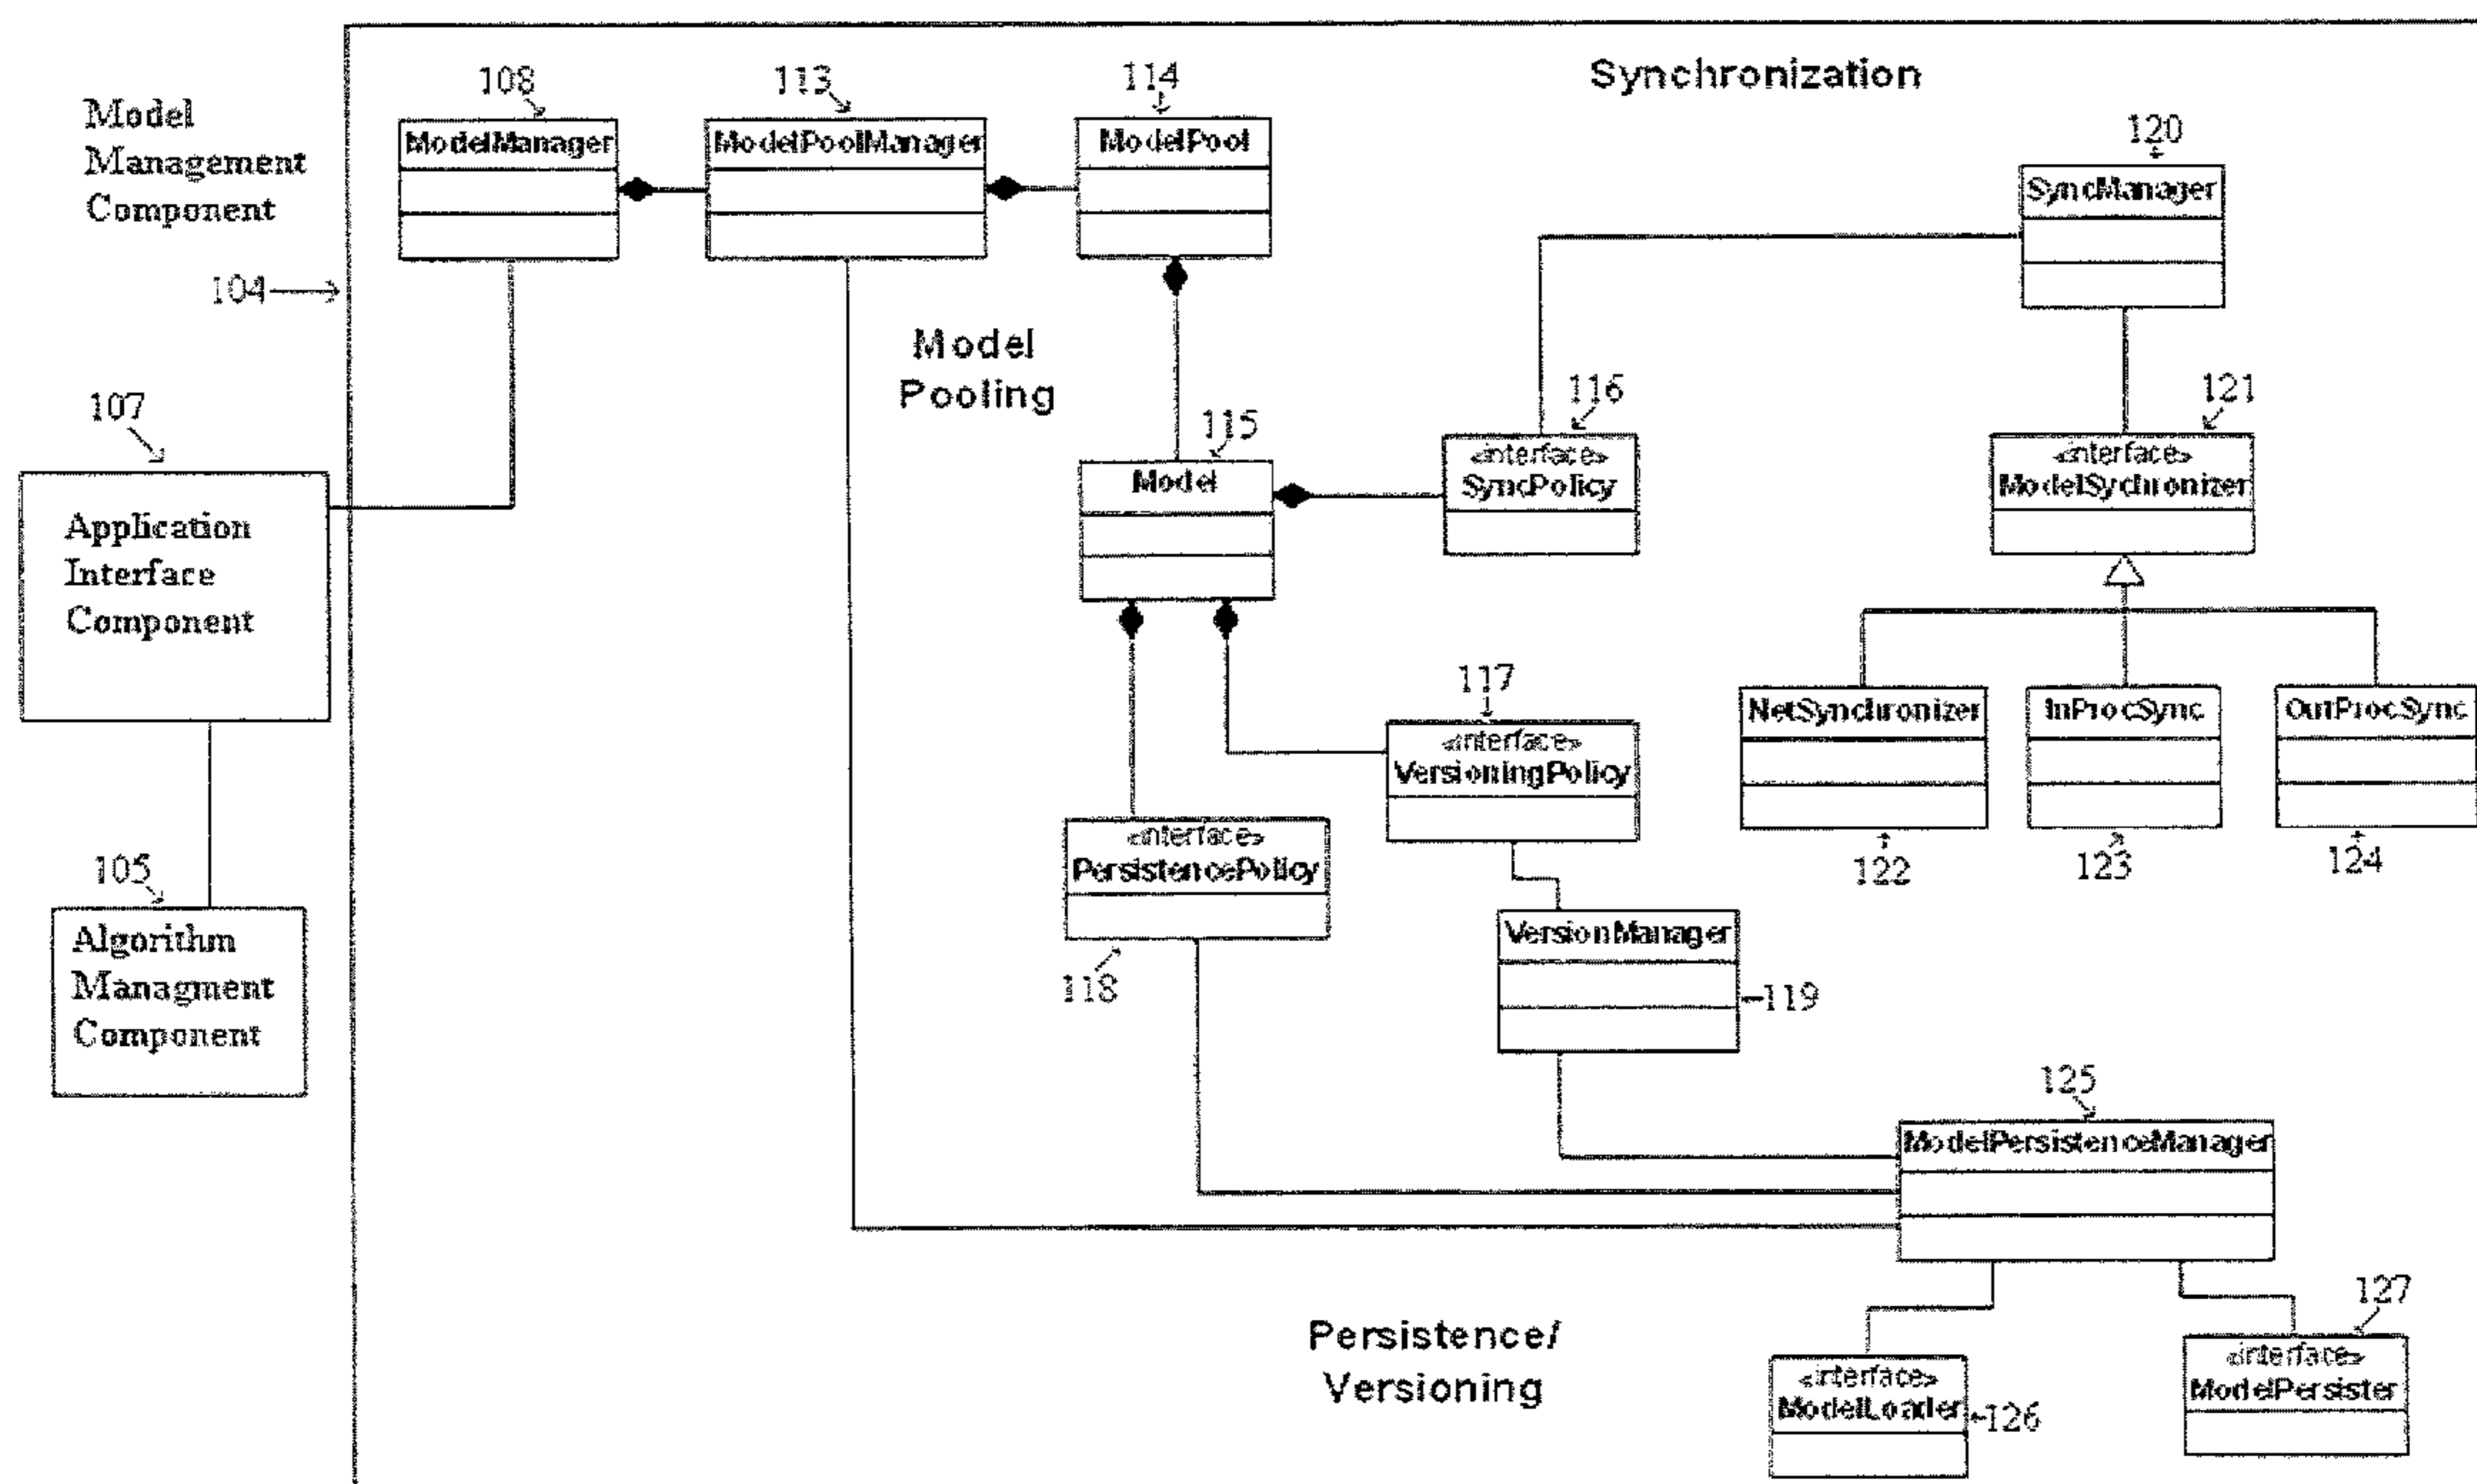 Synchronization
108
113
114
Model
Management
Component
ModelManager
ModelPoolManager
ModelPool
120
SyncManager
104
Model
Pooling
107
115
116
121
Application
Interface
Component
Model
«interface»
SyncPolicy
«interface»
ModelSychronizer
117
NetSynchronizer
InProcSync
OutProcSync
«interface»
VersioningPolicy
122
123
124
«interface»
PersistencePolicy
105
Algorithm
Managment
Component
118
VersionManager
119
125
ModelPersistenceManager
127
Persistence/
Versioning
«interface»
ModelLoader
126
«interface»
ModelPersister